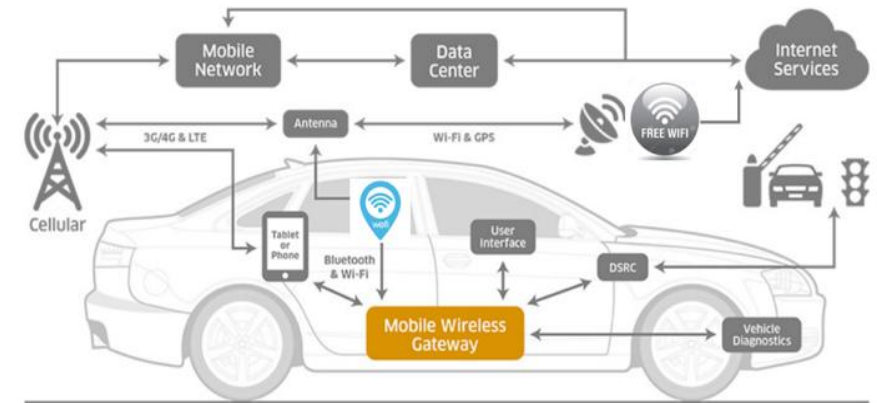 Mobile
Network
Data
Center
Internet
Services
Antenna
3G/4G & LTE
Wi-Fi & GPS
FREE WIFI
Cellular
Tablet
or
Phone
Bluetooth
& Wi-Fi
User
Interface
DSRC
Mobile Wireless
Gateway
Vehicle
Diagnostics